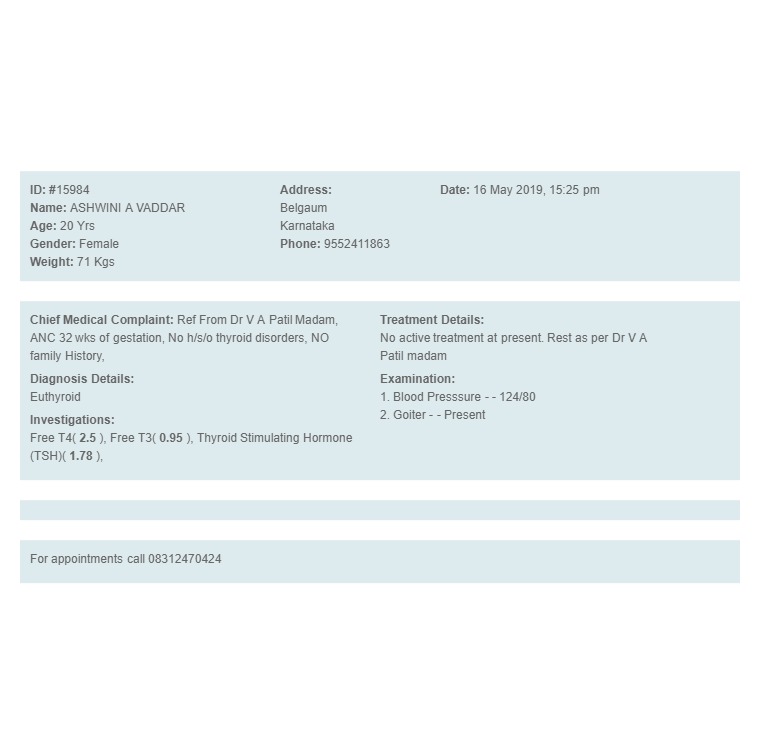 ID: #15984
Name: ASHWINI A VADDAR
Age: 20 Yrs
Gender: Female
Weight: 71 Kgs
Address:
Belgaum
Karnataka
Phone: 9552411863
Date: 16 May 2019, 15:25 pm
Chief Medical Complaint: Ref From Dr V A Patil Madam,
ANC 32 wks of gestation, No h/s/o thyroid disorders, NO
family History,
Diagnosis Details:
Euthyroid
Investigations:
Free T4( 2.5 ), Free T3( 0.95 ), Thyroid Stimulating Hormone
(TSH)( 1.78 ),
Treatment Details:
No active treatment at present. Rest as per Dr V A
Patil madam
Examination:
1. Blood Presssure - - 124/80
2. Goiter - - Present
For appointments call 08312470424